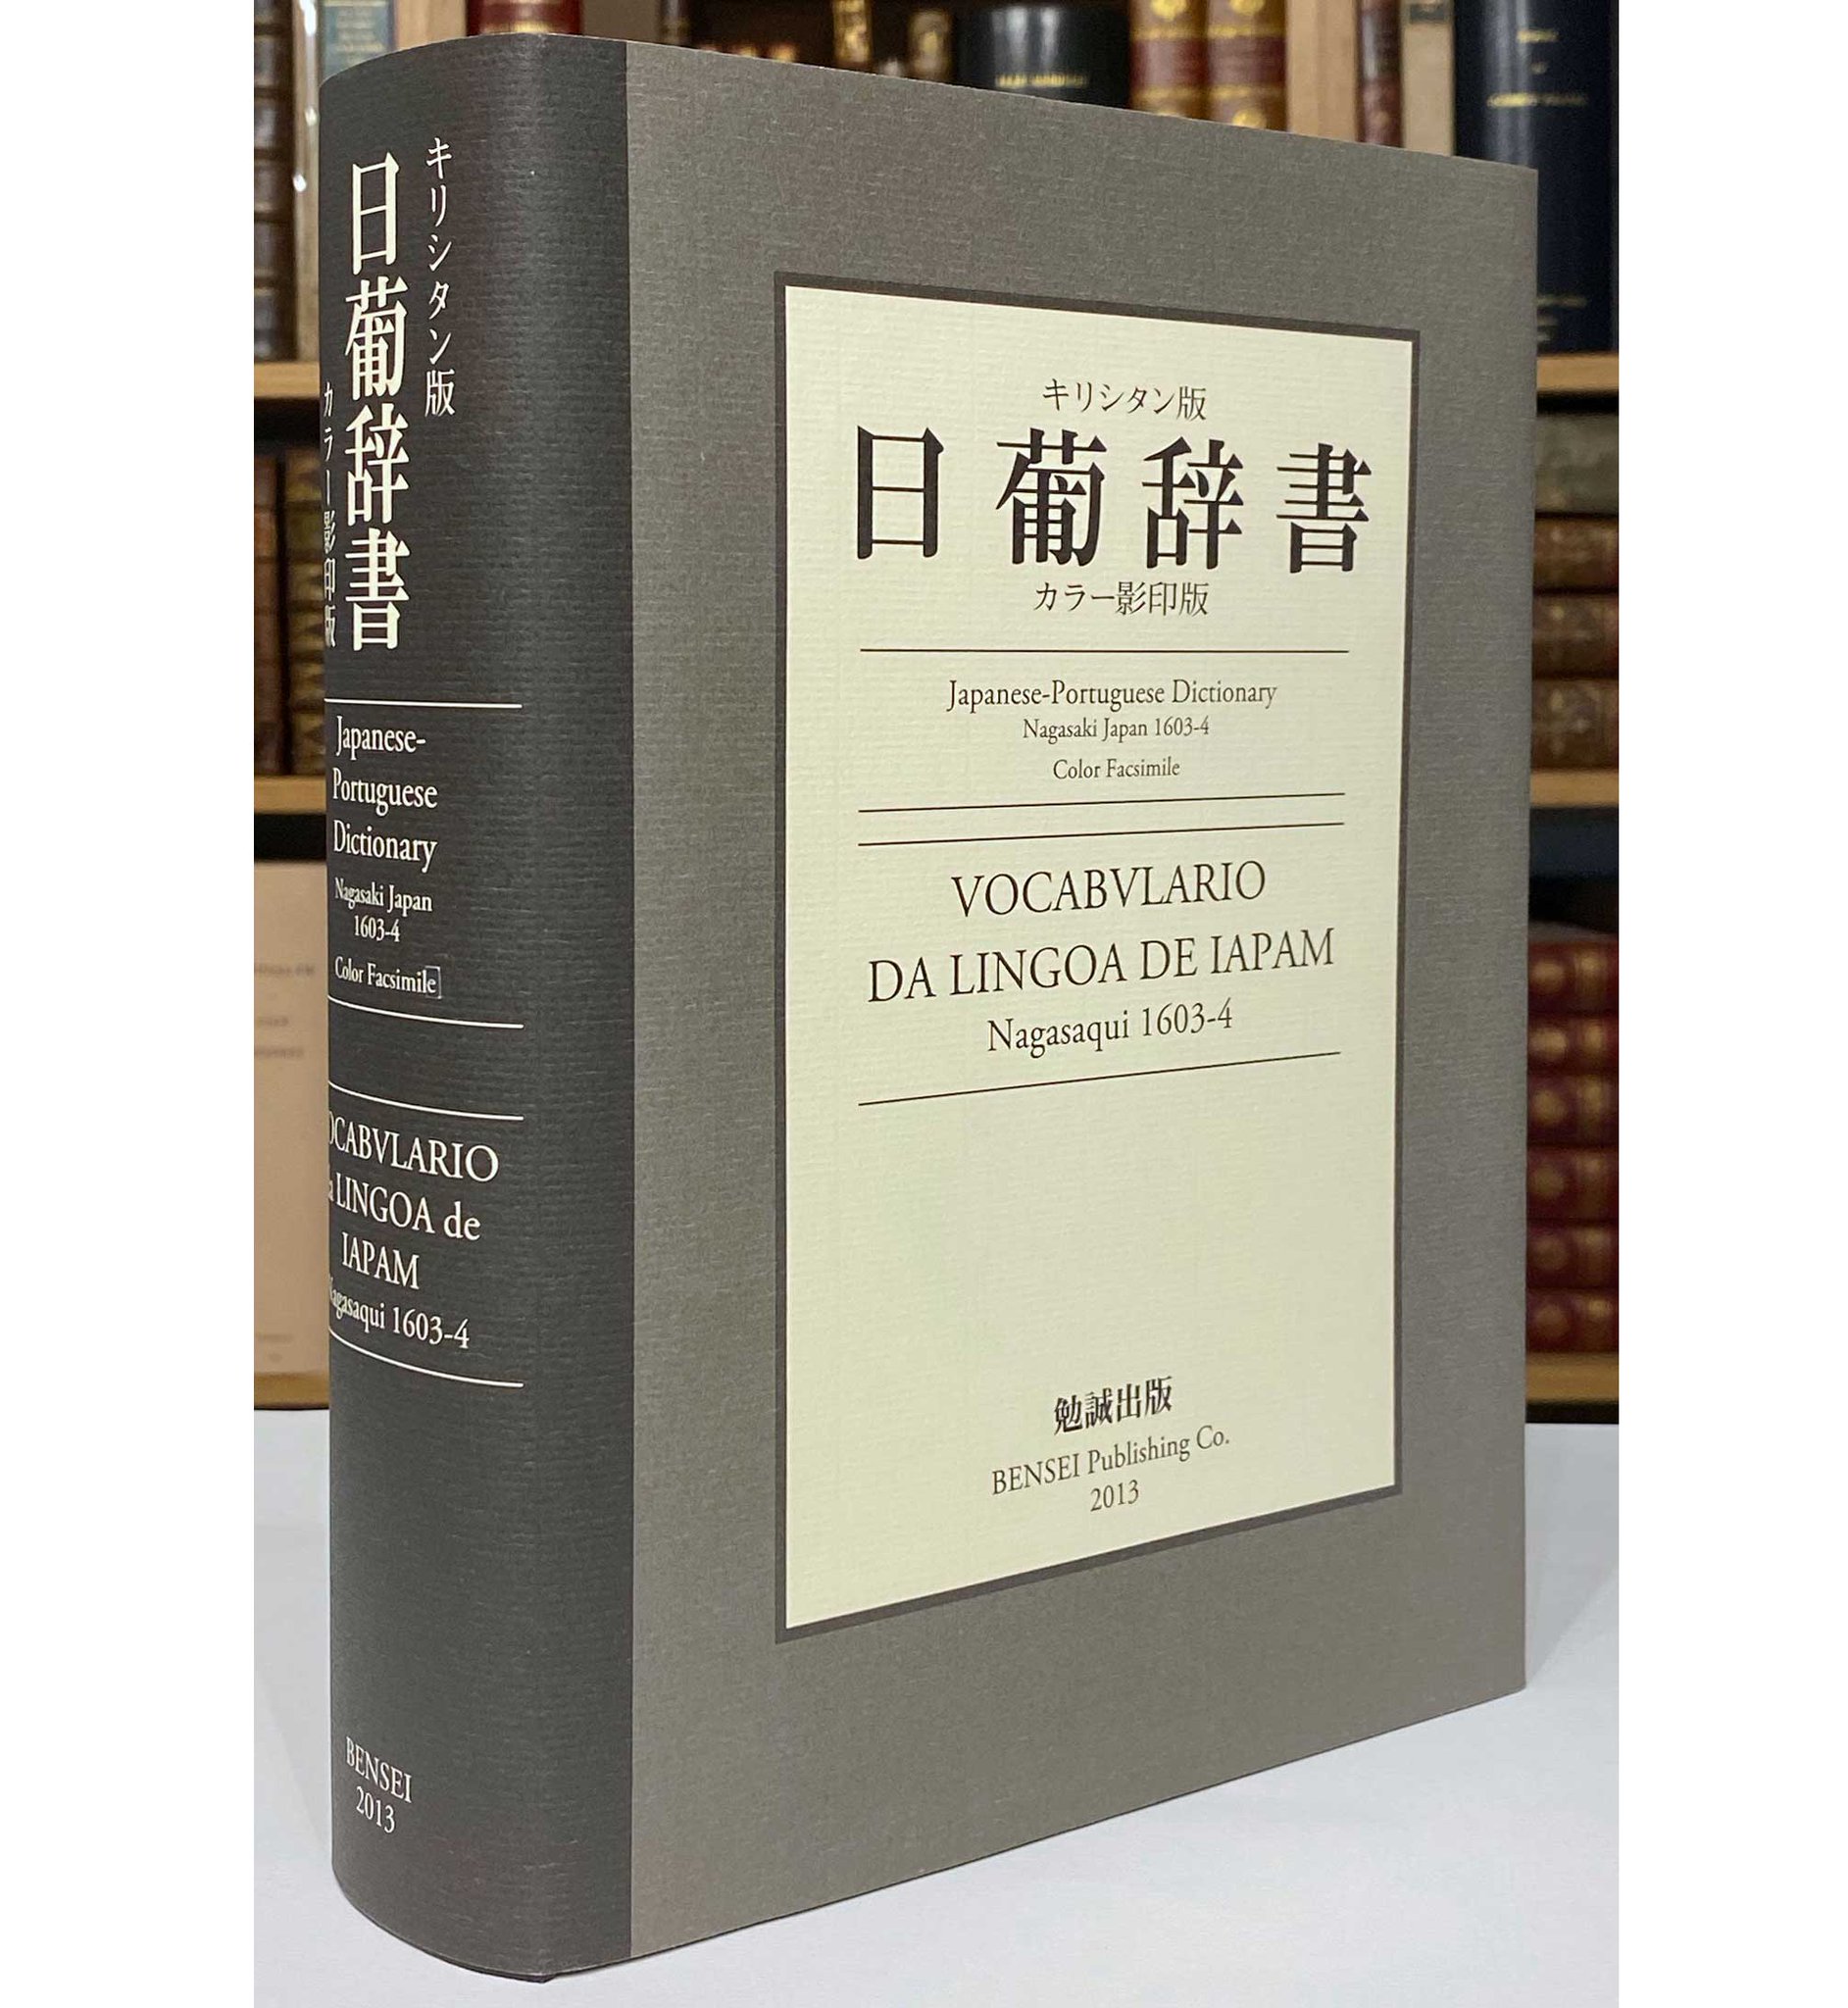 キリシタン版
日葡辞書
カラー影印版
Japanese-
Portuguese
Dictionary
Nagasaki Japan
1603-4
Color Facsimile
OCABVLARIO
LINGOA de
IAPAM
Nagasaqui 1603-4
BENSEI
2013
キリシタン版
日葡辞書
カラー影印版
Japanese-Portuguese Dictionary
Nagasaki Japan 1603-4
Color Facsimile
VOCABVLARIO
DA LINGOA DE IAPAM
Nagasaqui 1603-4
勉誠出版
BENSEI Publishing Co.
2013